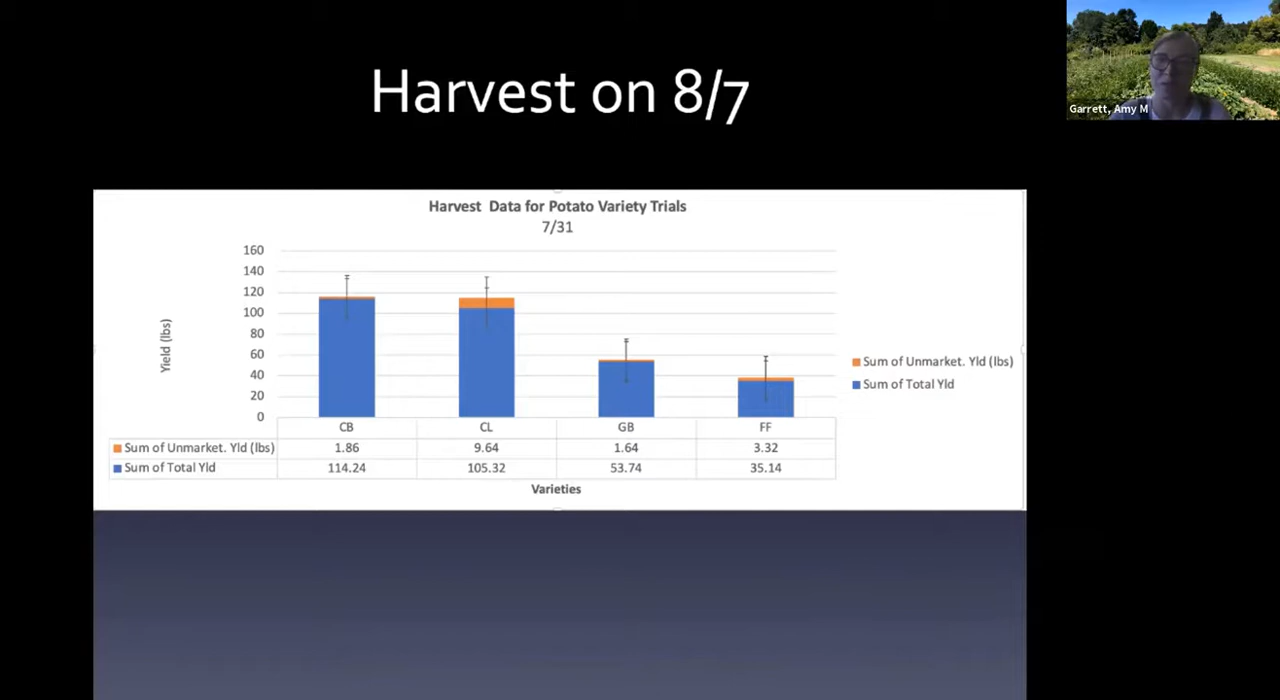 Harvest on 8/7
Garrett, Amy M
Harvest Data for Potato Variety Trials
7/31
160
140
120
100
80
60
40
20
0
Yield (lbs)
Sum of Unmarket. Yld (lbs)
Sum of Total Yld
CB CL GB FF
Sum of Unmarket. Yld (lbs) 1.86 9.64 1.64 3.32
Sum of Total Yld 114.24 105.32 53.74 35.14
Varieties